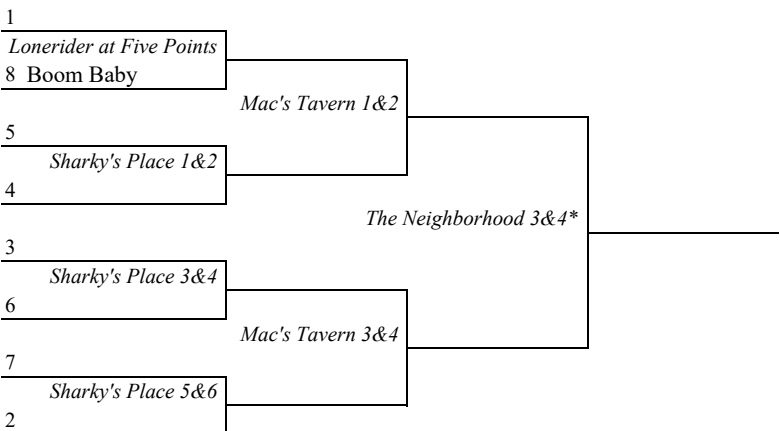 1
Lonerider at Five Points
8 Boom Baby
Mac's Tavern 1&2
5
Sharky's Place 1&2
4
The Neighborhood 3&4*
3
Sharky's Place 3&4
6
Mac's Tavern 3&4
7
Sharky's Place 5&6
2